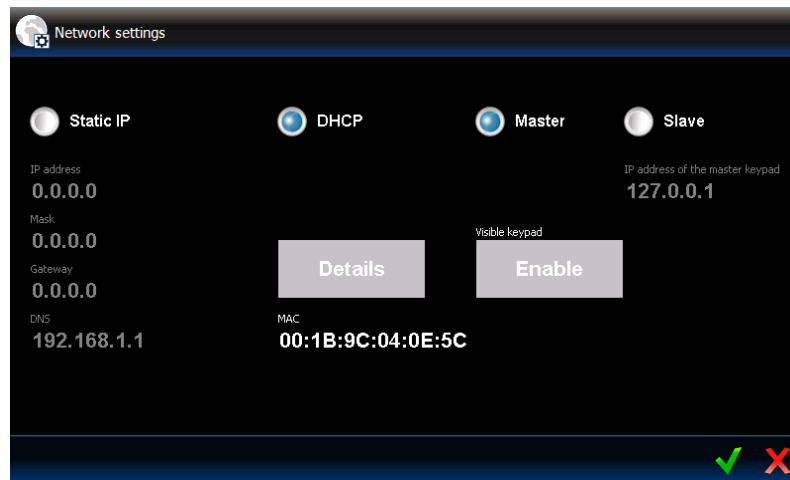 Network settings
Static IP
DHCP
Master
Slave
IP address
0.0.0.0
IP address of the master keypad
127.0.0.1
Mask
0.0.0.0
Visible keypad
Details
Enable
Gateway
0.0.0.0
DNS
192.168.1.1
MAC
00:1B:9C:04:0E:5C